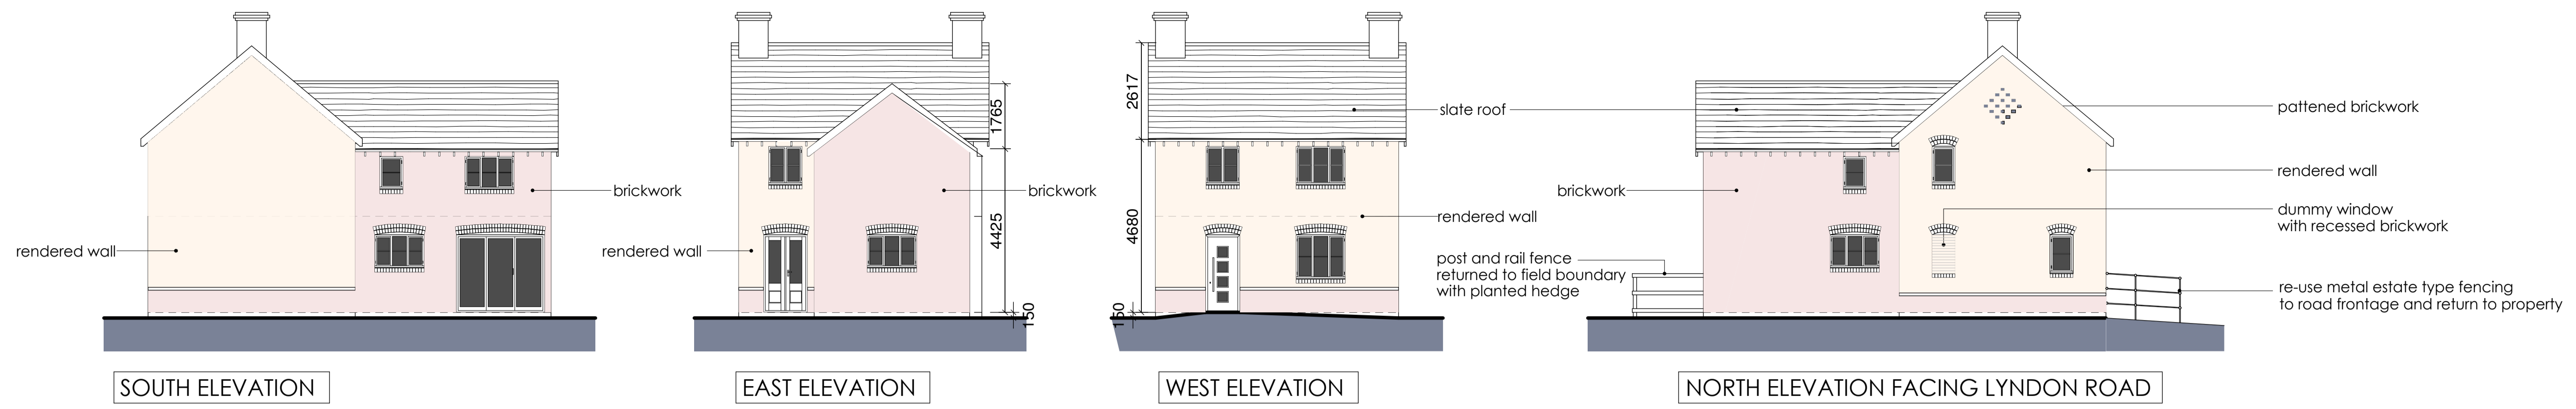 rendered wall
brickwork
SOUTH ELEVATION
rendered wall
1765
brickwork
4425
150
EAST ELEVATION
2617
4680
150
slate roof
rendered wall
post and rail fence
returned to field boundary
with planted hedge
WEST ELEVATION
brickwork
pattened brickwork
rendered wall
dummy window
with recessed brickwork
re-use metal estate type fencing
to road frontage and return to property
NORTH ELEVATION FACING LYNDON ROAD